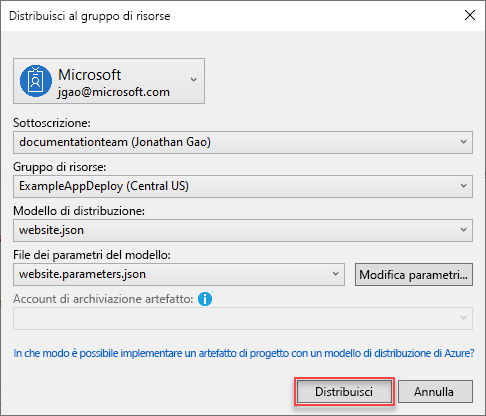 Distribuisci al gruppo di risorse
Microsoft
jgao@microsoft.com
Sottoscrizione:
documentationteam (Jonathan Gao)
Gruppo di risorse:
ExampleAppDeploy (Central US)
Modello di distribuzione:
website.json
File dei parametri del modello:
website.parameters.json
Modifica parametri...
Account di archiviazione artefatto:
In che modo è possibile implementare un artefatto di progetto con un modello di distribuzione di Azure?
Distribuisci
Annulla